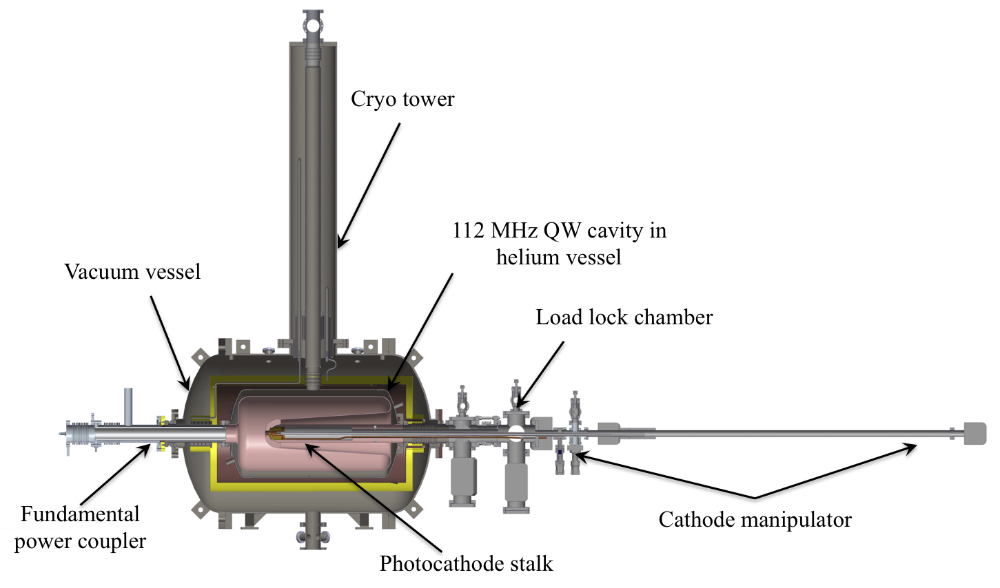 Cryo tower
112 MHz QW cavity in
helium vessel
Vacuum vessel
Load lock chamber
Fundamental
power coupler
Cathode manipulator
Photocathode stalk